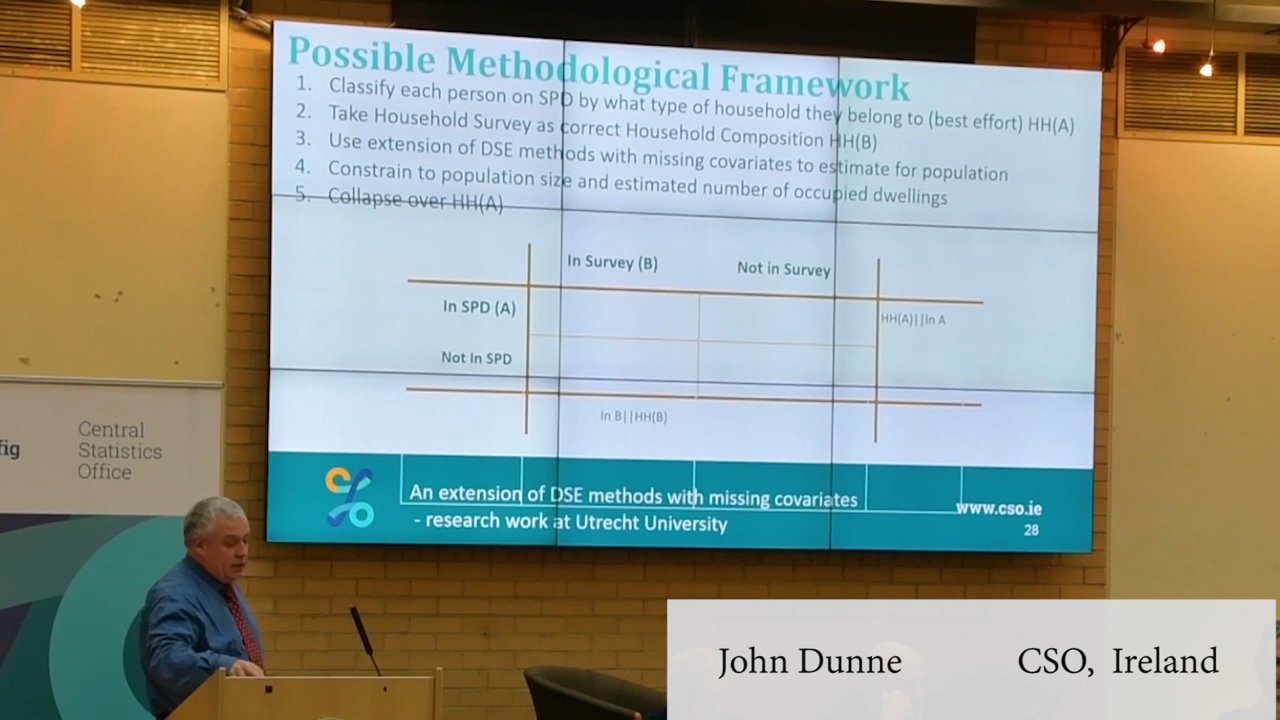 Possible Methodological Framework
1. Classify each person on SPD by what type of household they belong to (best effort) HH(A)
2. Take Household Survey as correct Household Composition HH(B)
3. Use extension of DSE methods with missing covariates to estimate for population
4. Constrain to population size and estimated number of occupied dwellings
5. Collapse over HH(A)
In Survey (B) Not in Survey
In SPD (A) HH(A)||In A
Not In SPD
In B||HH(B)
An extension of DSE methods with missing covariates
- research work at Utrecht University
www.cso.ie
28
fig
Central
Statistics
Office
John Dunne CSO, Ireland